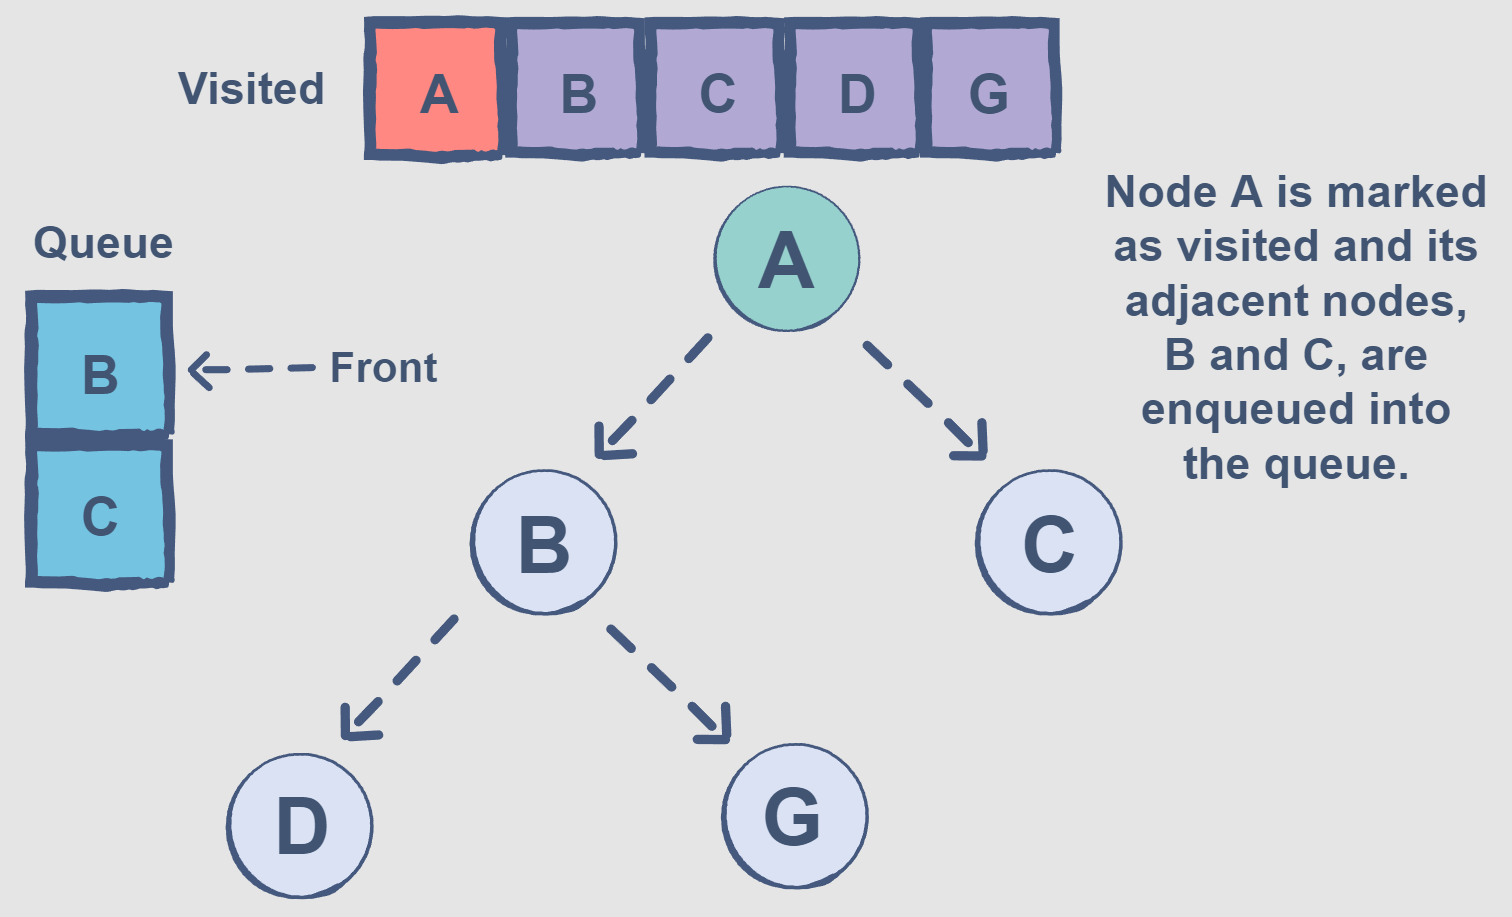 Visited A B C D G
Queue
B
C
Front
A
B
C
D
G
Node A is marked
as visited and its
adjacent nodes,
B and C, are
enqueued into
the queue.